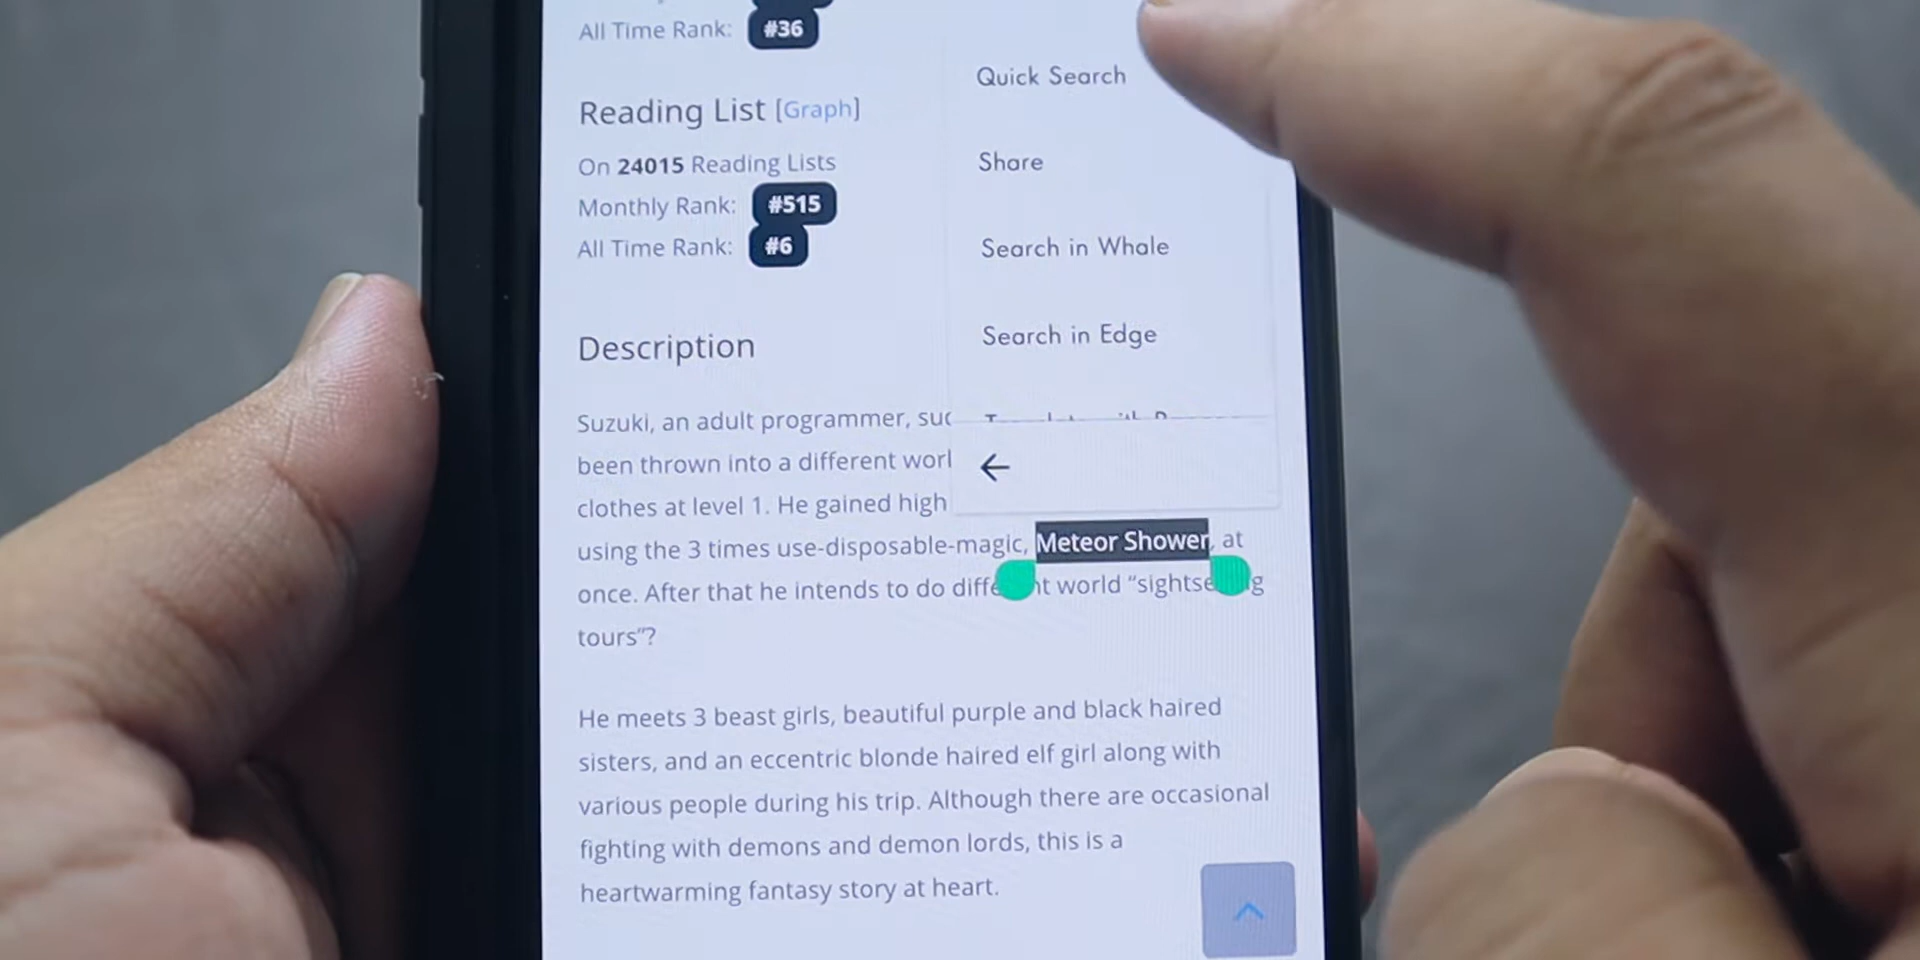 All Time Rank: #36
Reading List [Graph]
On 24015 Reading Lists
Monthly Rank: #515
All Time Rank: #6
Description
Suzuki, an adult programmer,
been thrown into a different
clothes at level 1. He gained high
using the 3 times use-disposable-magic, Meteor Shower, at
once. After that he intends to do world “
tours”?
He meets 3 beast girls, beautiful purple and black haired
sisters, and an eccentric blonde haired elf girl along with
various people during his trip. Although there are occasional
fighting with demons and demon lords, this is a
heartwarming fantasy story at heart.
Quick Search
Share
Search in Whale
Search in Edge